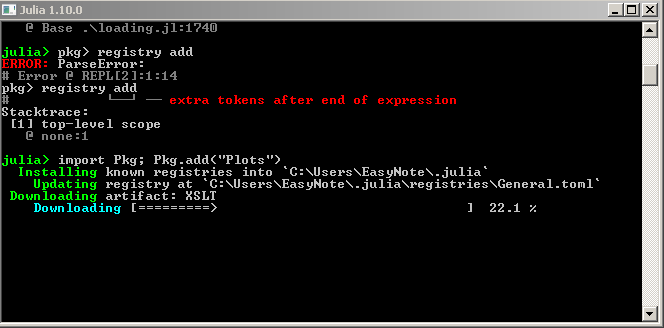 Julia 1.10.0
@ Base .\loading.jl:1740
julia> pkg> registry add
ERROR: ParseError:
# Error @ REPL[2]:1:14
pkg> registry add
#            └──┘ ── extra tokens after end of expression
Stacktrace:
[1] top-level scope
@ none:1
julia> import Pkg; Pkg.add("Plots")
Installing known registries into `C:\Users\EasyNote\.julia`
Updating registry at `C:\Users\EasyNote\.julia\registries\General.toml`
Downloading artifact: XSLT
Downloading [=========>                              ]  22.1 %